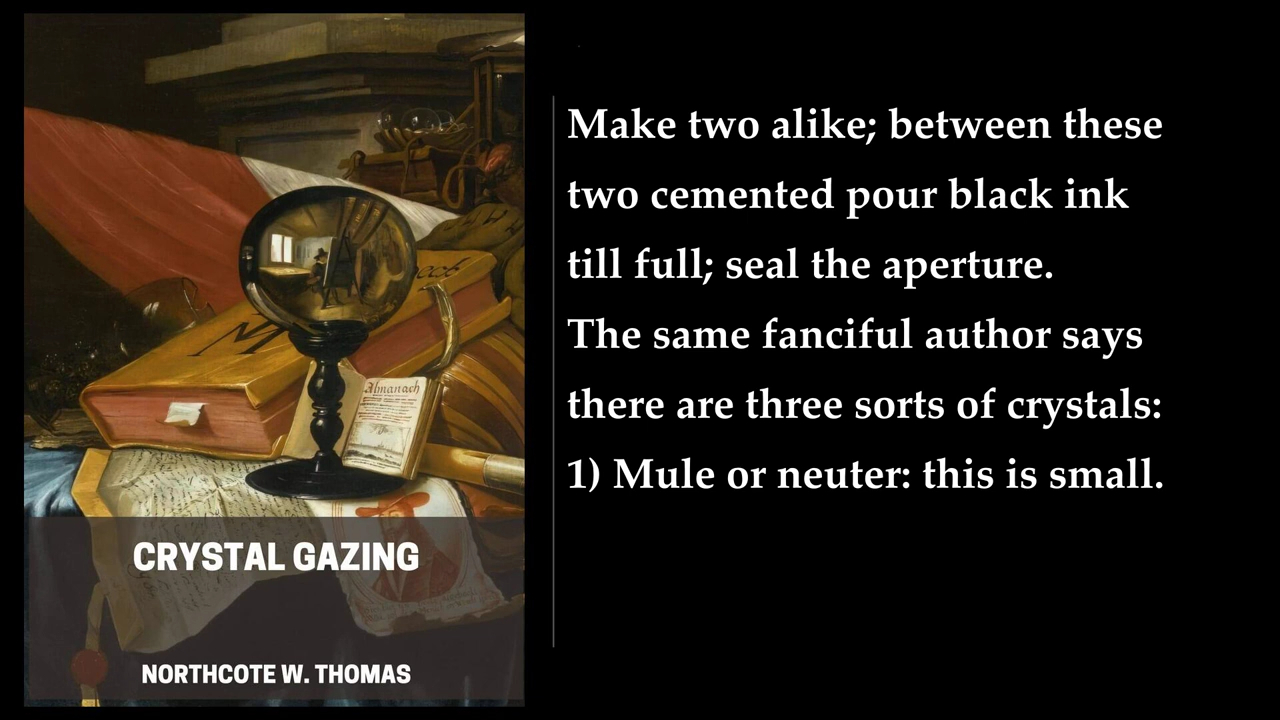 M
Almanach
CRYSTAL GAZING
NORTHCOTE W. THOMAS
Make two alike; between these
two cemented pour black ink
till full; seal the aperture.
The same fanciful author says
there are three sorts of crystals:
1) Mule or neuter: this is small.